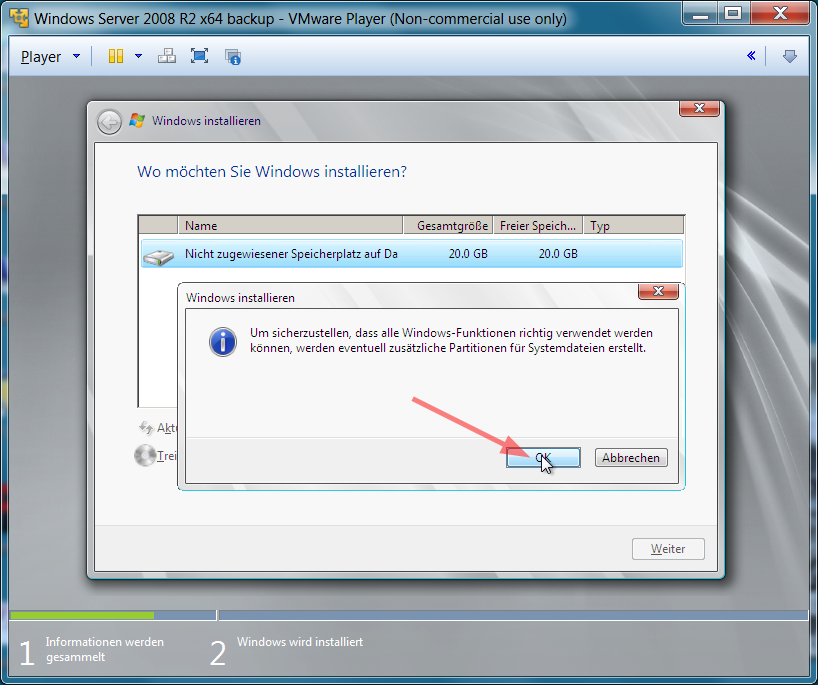 Windows Server 2008 R2 x64 backup - VMware Player (Non-commercial use only)
Player
Windows installieren
Wo möchten Sie Windows installieren?
Name Gesamtgröße Freier Speich... Typ
Nicht zugewiesener Speicherplatz auf Da 20.0 GB 20.0 GB
Windows installieren
Um sicherzustellen, dass alle Windows-Funktionen richtig verwendet werden
können, werden eventuell zusätzliche Partitionen für Systemdateien erstellt.
Aktu
Trei
OK Abbrechen
Weiter
1 Informationen werden
gesammelt
2 Windows wird installiert